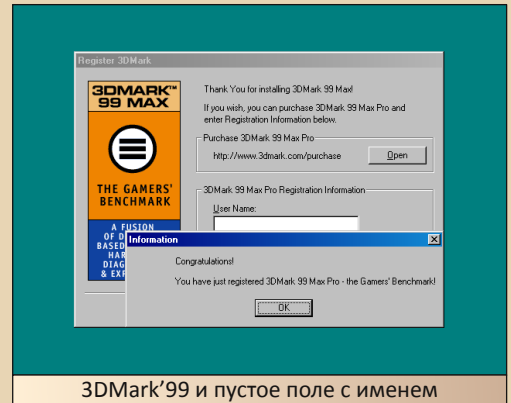 Register 3DMark
3DMARK™
99 MAX
THE GAMERS'
BENCHMARK
A FUSION
OF D
BASED
HAR
DIAG
& EXP
Thank You for installing 3DMark 99 Max!
If you wish, you can purchase 3DMark 99 Max Pro and
enter Registration Information below.
Purchase 3DMark 99 Max Pro
http://www.3dmark.com/purchase
Open
3DMark 99 Max Pro Registration Information
User Name:
Information
Congratulations!
You have just registered 3DMark 99 Max Pro - the Gamers' Benchmark!
OK
3DMark’99 и пустое поле с именем